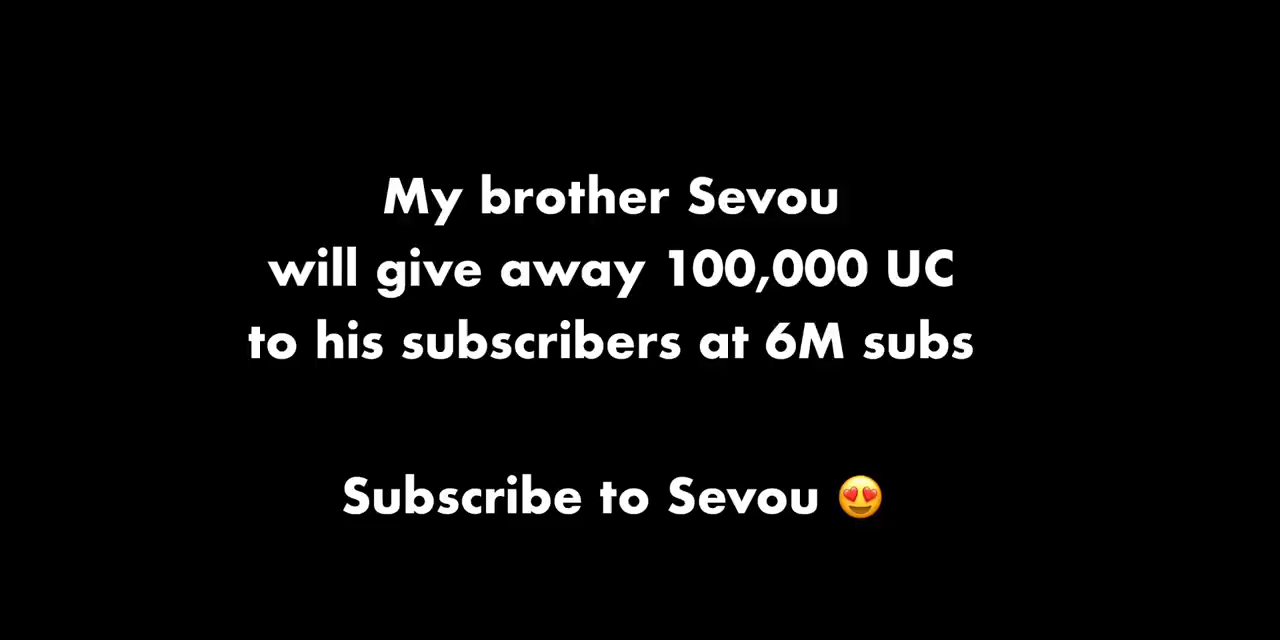 My brother Sevou
will give away 100,000 UC
to his subscribers at 6M subs
Subscribe to Sevou 😍